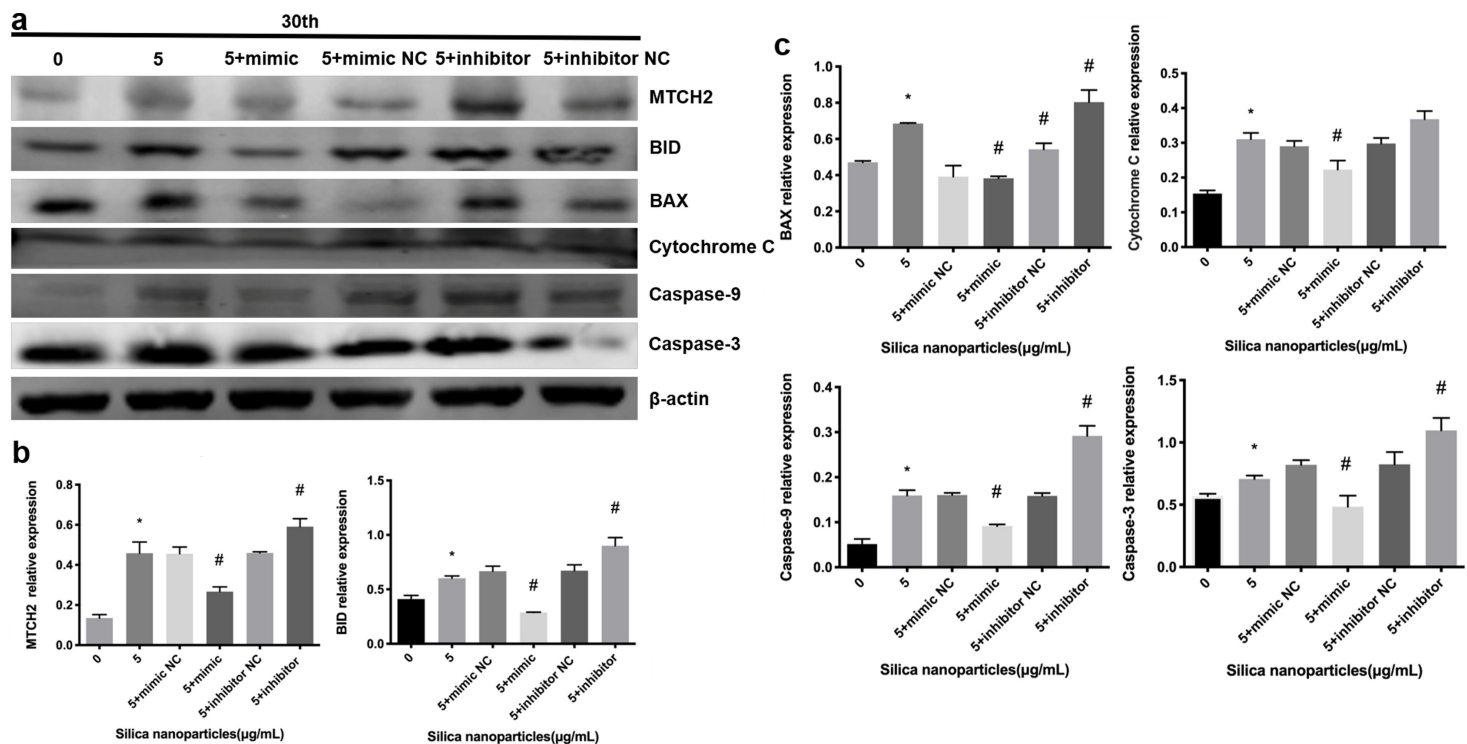 a
30th
0 5 5+mimic 5+mimic NC 5+inhibitor 5+inhibitor NC
MTCH2
BID
BAX
Cytochrome C
Caspase-9
Caspase-3
β-actin
b
MTCH2 relative expression
0.8
0.6
0.4
0.2
0.0
*
#
#
0
5
5+mimic NC
5+mimic
5+inhibitor NC
5+inhibitor
Silica nanoparticles(μg/mL)
BID relative expression
1.5
1.0
0.5
0.0
*
#
#
0
5
5+mimic NC
5+mimic
5+inhibitor NC
5+inhibitor
Silica nanoparticles(μg/mL)
c
BAX relative expression
1.0
0.8
0.6
0.4
0.2
0.0
*
#
#
#
0
5
5+mimic NC
5+mimic
5+inhibitor NC
5+inhibitor
Silica nanoparticles(μg/mL)
Cytochrome C relative expression
0.5
0.4
0.3
0.2
0.1
0.0
*
#
0
5
5+mimic NC
5+mimic
5+inhibitor NC
5+inhibitor
Silica nanoparticles(μg/mL)
Caspase-9 relative expression
0.4
0.3
0.2
0.1
0.0
*
#
#
0
5
5+mimic NC
5+mimic
5+inhibitor NC
5+inhibitor
Silica nanoparticles(μg/mL)
Caspase-3 relative expression
1.5
1.0
0.5
0.0
*
#
#
0
5
5+mimic NC
5+mimic
5+inhibitor NC
5+inhibitor
Silica nanoparticles(μg/mL)